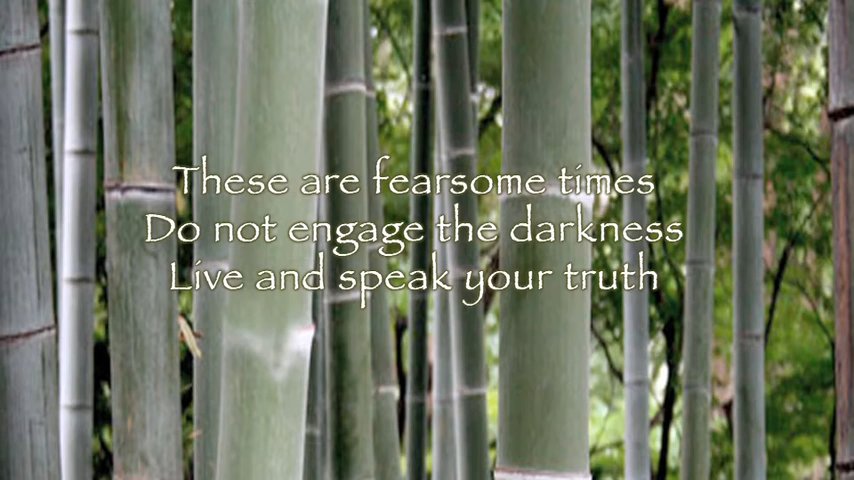 These are fearsome times
Do not engage the darkness
Live and speak your truth